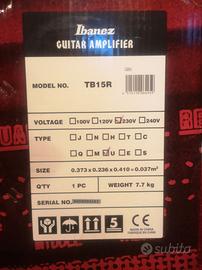 Ibanez
GUITAR AMPLIFIER
MODEL NO. TB15R
VOLTAGE 100V 120V 230V 240V
TYPE J N H T C
Q M U E S
SIZE 0.373 x 0.236 x 0.410 = 0.037m³
Q'TY 1 PC WEIGHT 7.7 kg
SERIAL NO.
5
MADE IN CHINA
subito